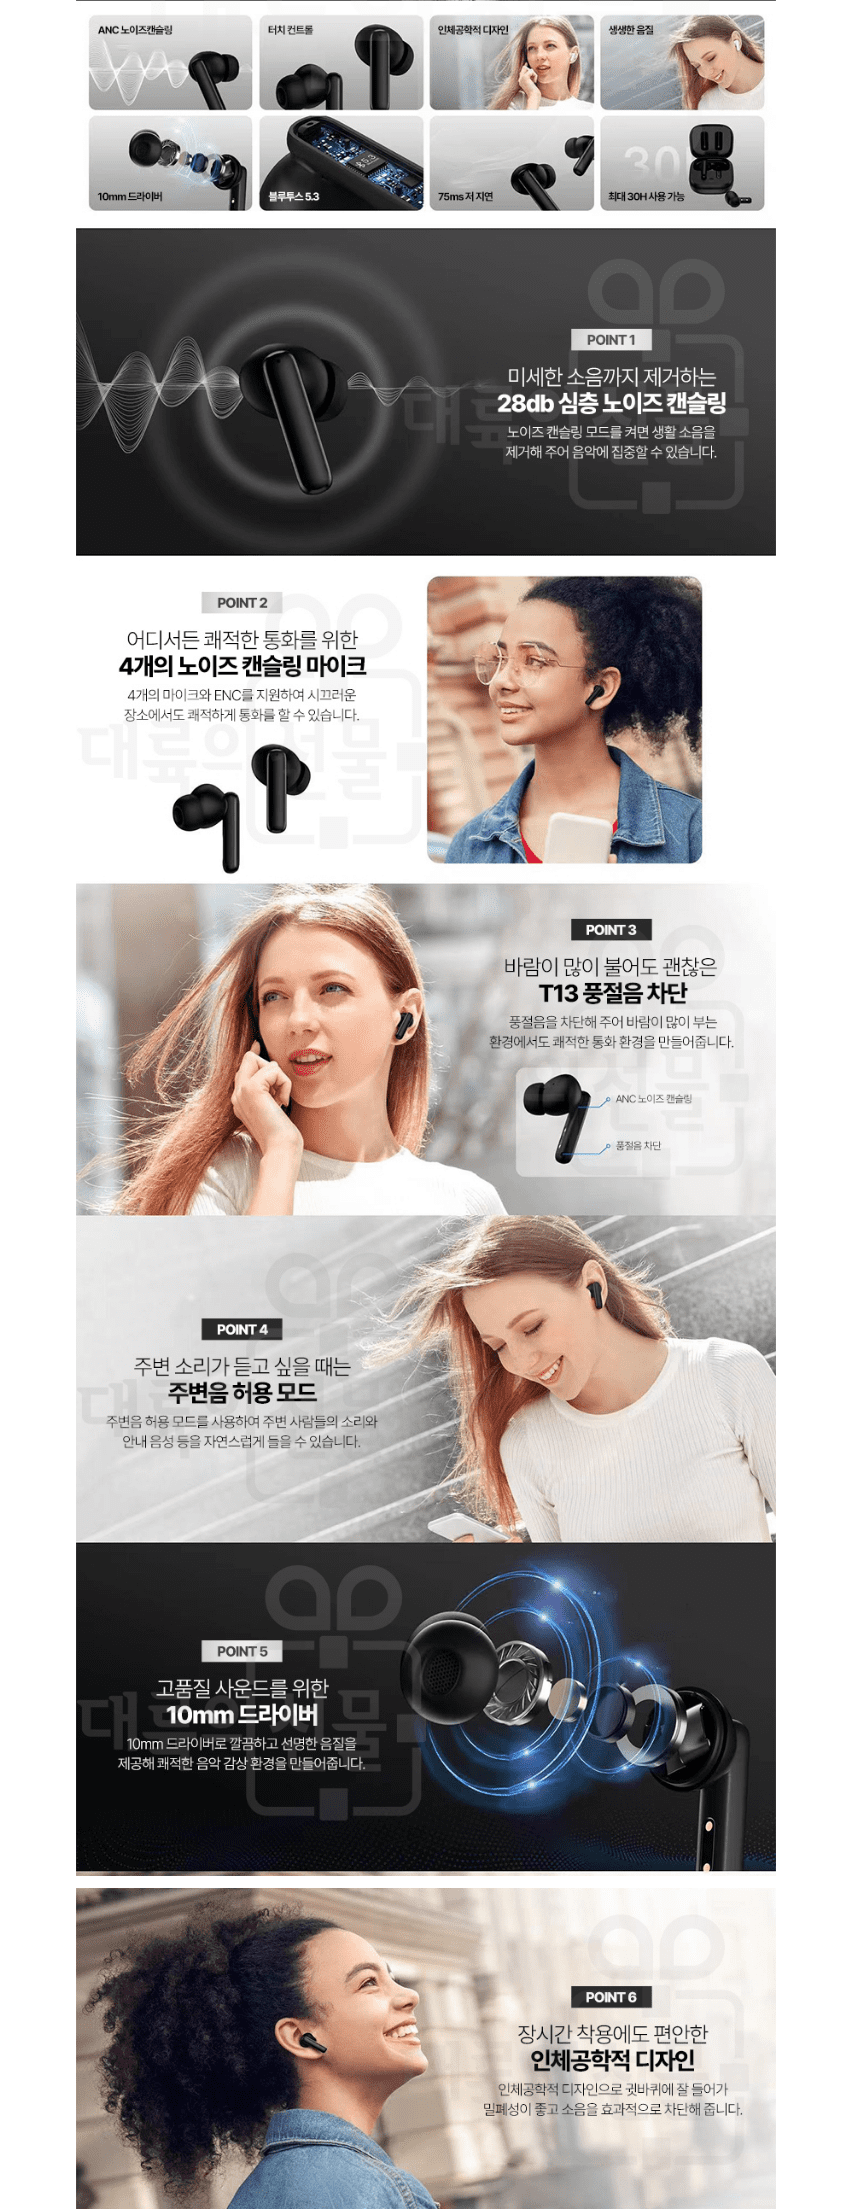 ANC 노이즈캔슬링
터치 컨트롤
인체공학적 디자인
생생한 음질
10mm 드라이버
블루투스 5.3
75ms 저 지연
30
최대 30H 사용 가능
POINT 1
미세한 소음까지 제거하는
28db 심층 노이즈 캔슬링
노이즈 캔슬링 모드를 켜면 생활 소음을
제거해 주어 음악에 집중할 수 있습니다.
POINT 2
어디서든 쾌적한 통화를 위한
4개의 노이즈 캔슬링 마이크
4개의 마이크와 ENC를 지원하여 시끄러운
장소에서도 쾌적하게 통화를 할 수 있습니다.
대륙의선물
POINT 3
바람이 많이 불어도 괜찮은
T13 풍절음 차단
풍절음을 차단해 주어 바람이 많이 부는
환경에서도 쾌적한 통화 환경을 만들어줍니다.
ANC 노이즈 캔슬링
풍절음 차단
POINT 4
주변 소리가 듣고 싶을 때는
주변음 허용 모드
주변음 허용 모드를 사용하여 주변 사람들의 소리와
안내 음성 등을 자연스럽게 들을 수 있습니다.
POINT 5
고품질 사운드를 위한
10mm 드라이버
10mm 드라이버로 깔끔하고 선명한 음질을
제공해 쾌적한 음악 감상 환경을 만들어줍니다.
POINT 6
장시간 착용에도 편안한
인체공학적 디자인
인체공학적 디자인으로 귓바퀴에 잘 들어가
밀폐성이 좋고 소음을 효과적으로 차단해 줍니다.